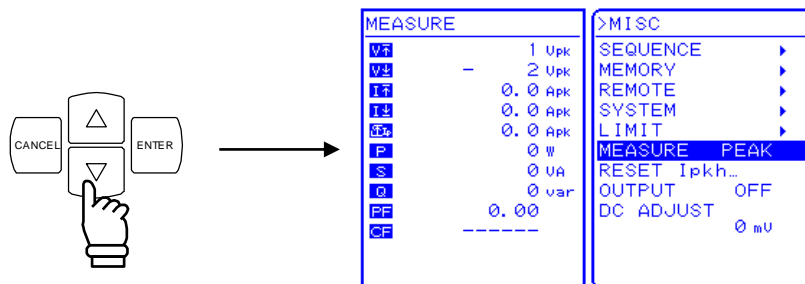 CANCEL
ENTER
MEASURE
V 1 Vpk
V - 2 Vpk
I 0.0 Apk
I 0.0 Apk
0.0 Apk
P 0 W
S 0 VA
Q 0 var
PF 0.00
CF ------
>MISC
SEQUENCE
MEMORY
REMOTE
SYSTEM
LIMIT
MEASURE PEAK
RESET Ipkh…
OUTPUT OFF
DC ADJUST
0 mV